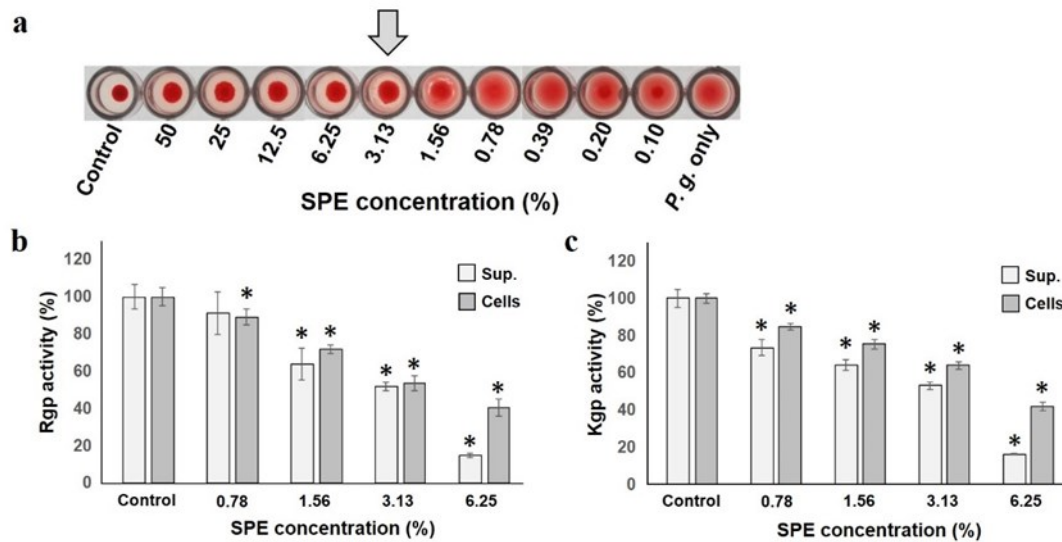 a
Control 50 25 12.5 6.25 3.13 1.56 0.78 0.39 0.20 0.10 P. g. only
SPE concentration (%)
b
120
100
80
60
40
20
0
Rgp activity (%)
Sup.
Cells
*
* *
* *
* *
Control 0.78 1.56 3.13 6.25
SPE concentration (%)
c
120
100
80
60
40
20
0
Kgp activity (%)
Sup.
Cells
* *
* *
* *
* *
Control 0.78 1.56 3.13 6.25
SPE concentration (%)